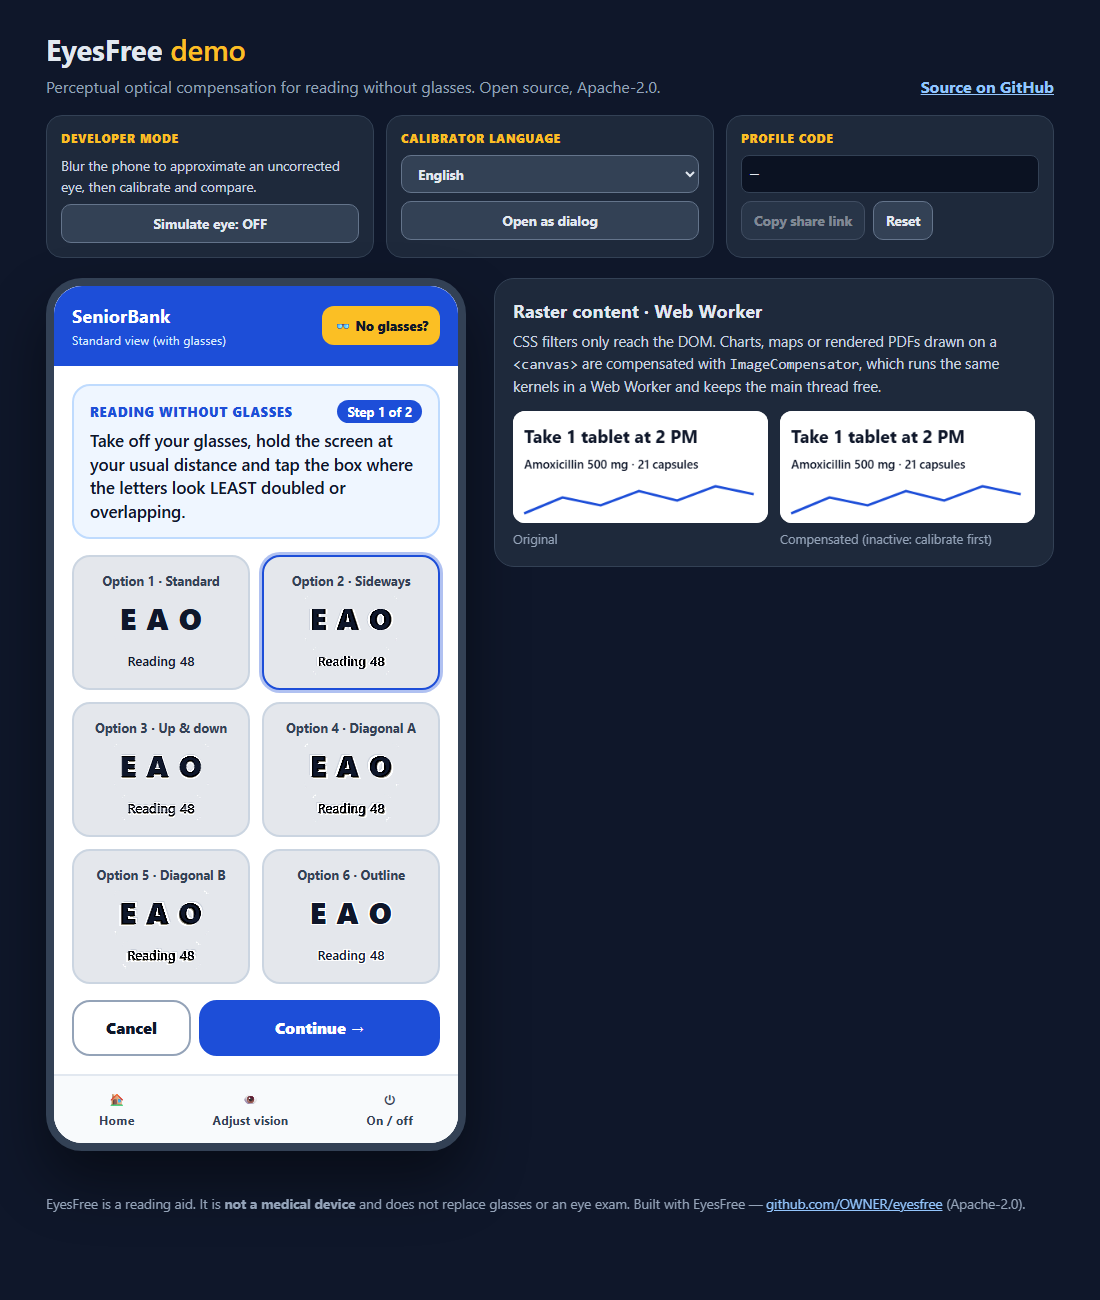 EyesFree demo
Perceptual optical compensation for reading without glasses. Open source, Apache-2.0.
Source on GitHub
DEVELOPER MODE
Blur the phone to approximate an uncorrected
eye, then calibrate and compare.
Simulate eye: OFF
CALIBRATOR LANGUAGE
English
Open as dialog
PROFILE CODE
—
Copy share link
Reset
SeniorBank
Standard view (with glasses)
👓 No glasses?
READING WITHOUT GLASSES
Step 1 of 2
Take off your glasses, hold the screen at
your usual distance and tap the box where
the letters look LEAST doubled or
overlapping.
Option 1 · Standard
E A O
Reading 48
Option 2 · Sideways
E A O
Reading 48
Option 3 · Up & down
E A O
Reading 48
Option 4 · Diagonal A
E A O
Reading 48
Option 5 · Diagonal B
E A O
Reading 48
Option 6 · Outline
E A O
Reading 48
Cancel
Continue →
Home
Adjust vision
On / off
Raster content · Web Worker
CSS filters only reach the DOM. Charts, maps or rendered PDFs drawn on a
<canvas> are compensated with ImageCompensator, which runs the same
kernels in a Web Worker and keeps the main thread free.
Take 1 tablet at 2 PM
Amoxicillin 500 mg · 21 capsules
Original
Take 1 tablet at 2 PM
Amoxicillin 500 mg · 21 capsules
Compensated (inactive: calibrate first)
EyesFree is a reading aid. It is not a medical device and does not replace glasses or an eye exam. Built with EyesFree — github.com/OWNER/eyesfree (Apache-2.0).